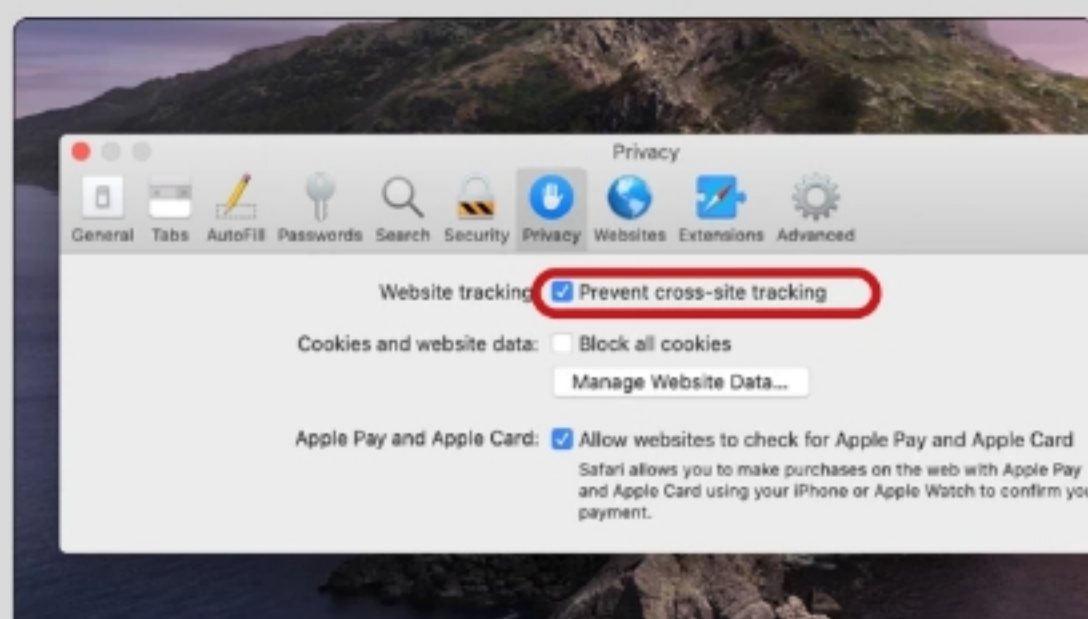 Privacy
General Tabs AutoFill Passwords Search Security Privacy Websites Extensions Advanced
Website tracking Prevent cross-site tracking
Cookies and website data: Block all cookies
Manage Website Data...
Apple Pay and Apple Card: Allow websites to check for Apple Pay and Apple Card
Safari allows you to make purchases on the web with Apple Pay
and Apple Card using your iPhone or Apple Watch to confirm
payment.